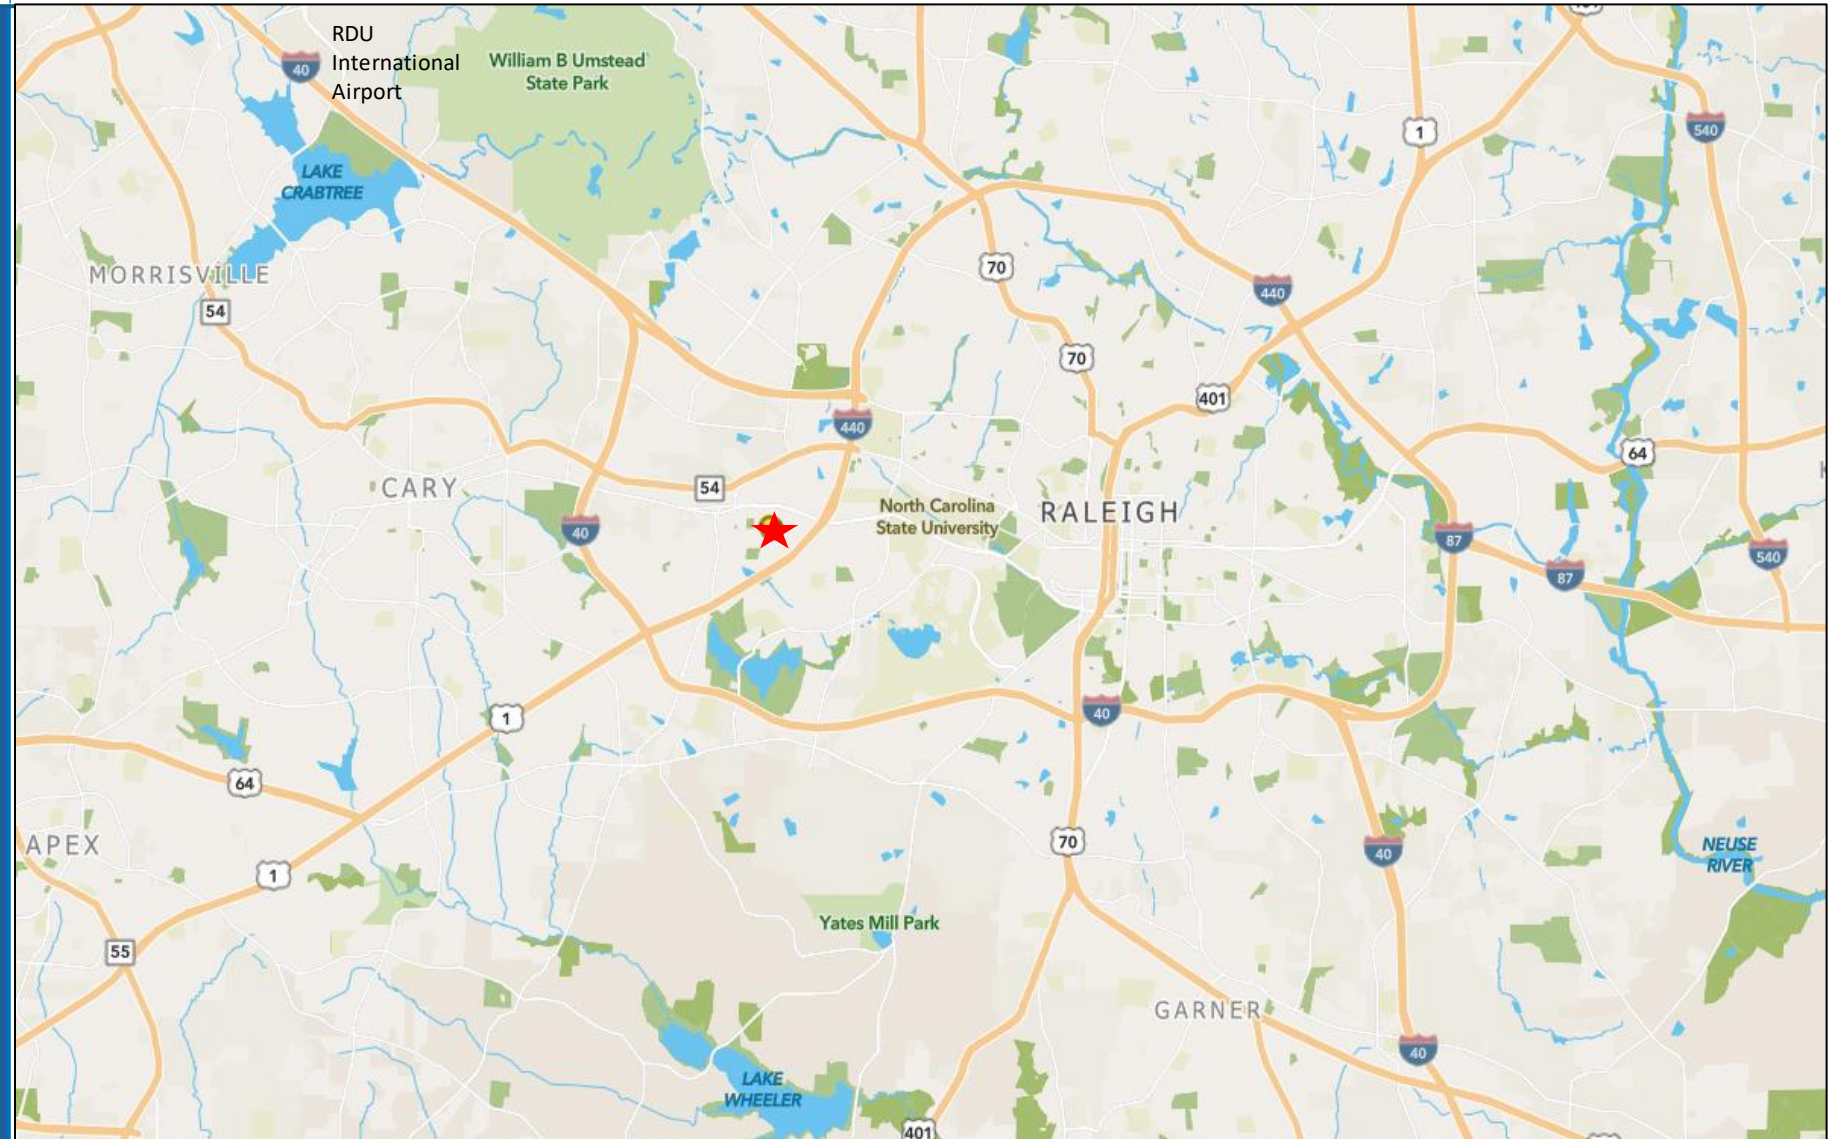 RDU
International
Airport
40
William B Umstead
State Park
1
540
LAKE
CRABTREE
MORRISVILLE
54
70
440
70
401
440
64
CARY
54
40
North Carolina
State University
RALEIGH
87
87
540
1
40
64
APEX
1
70
40
NEUSE
RIVER
55
Yates Mill Park
GARNER
40
LAKE
WHEELER
401